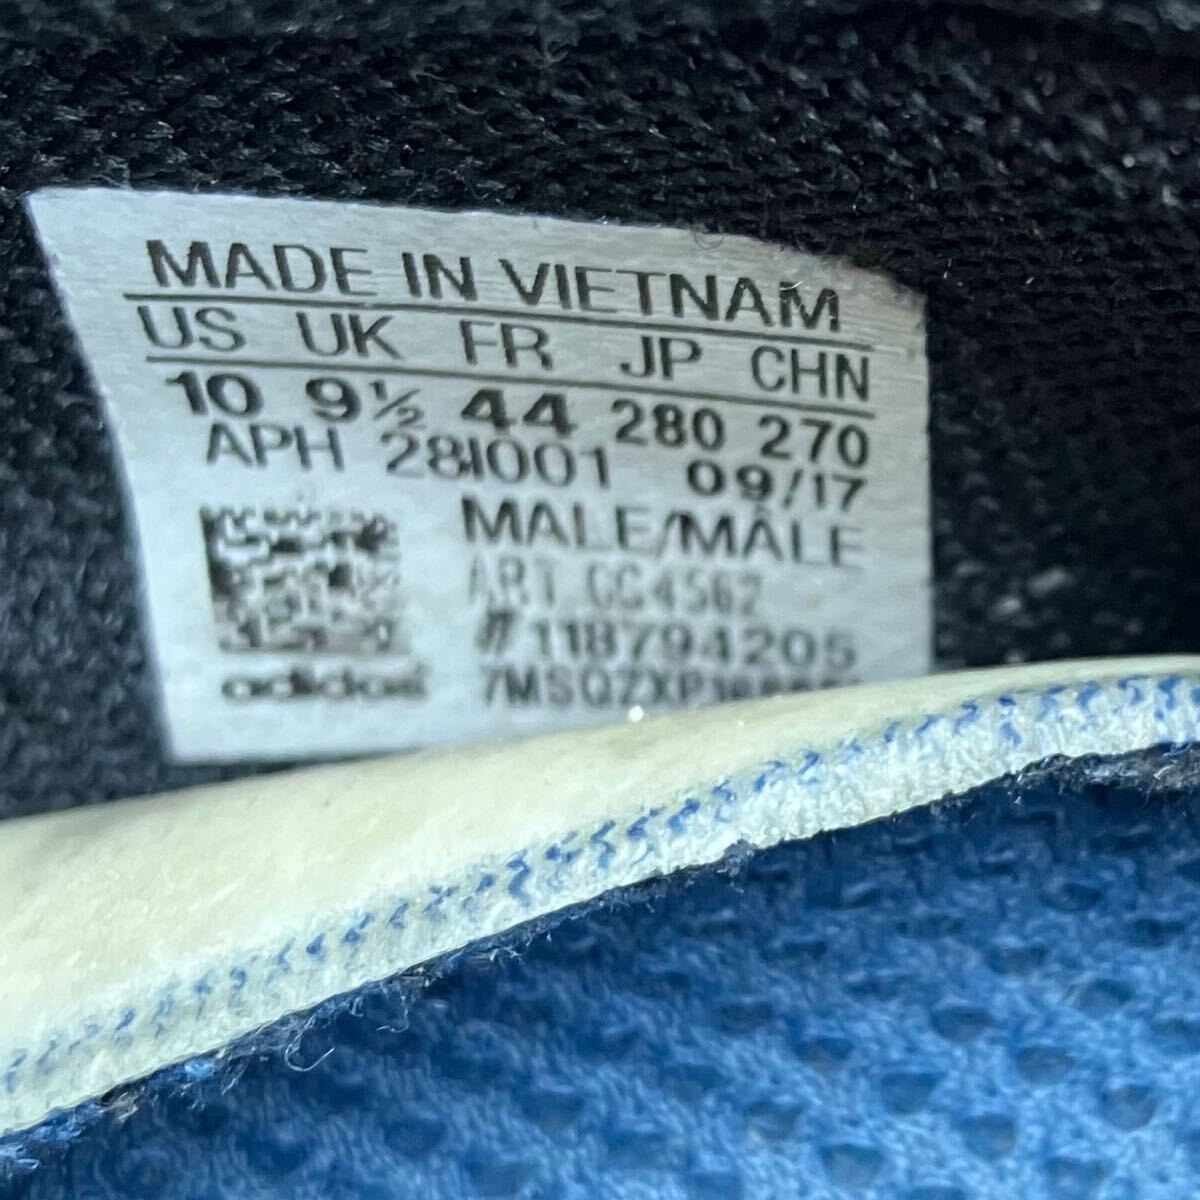 MADE IN VIETNAM
US UK FR JP CHN
10 9½ 44 280 270
APH 281001 09/17
MALE/MÂLE
ART
#118794205
adidas